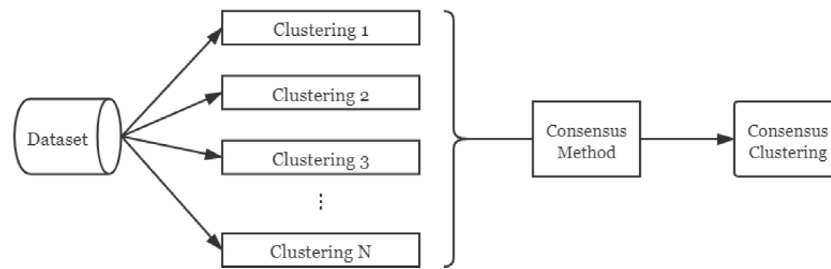 Dataset
Clustering 1
Clustering 2
Clustering 3
⋮
Clustering N
Consensus
Method
Consensus
Clustering